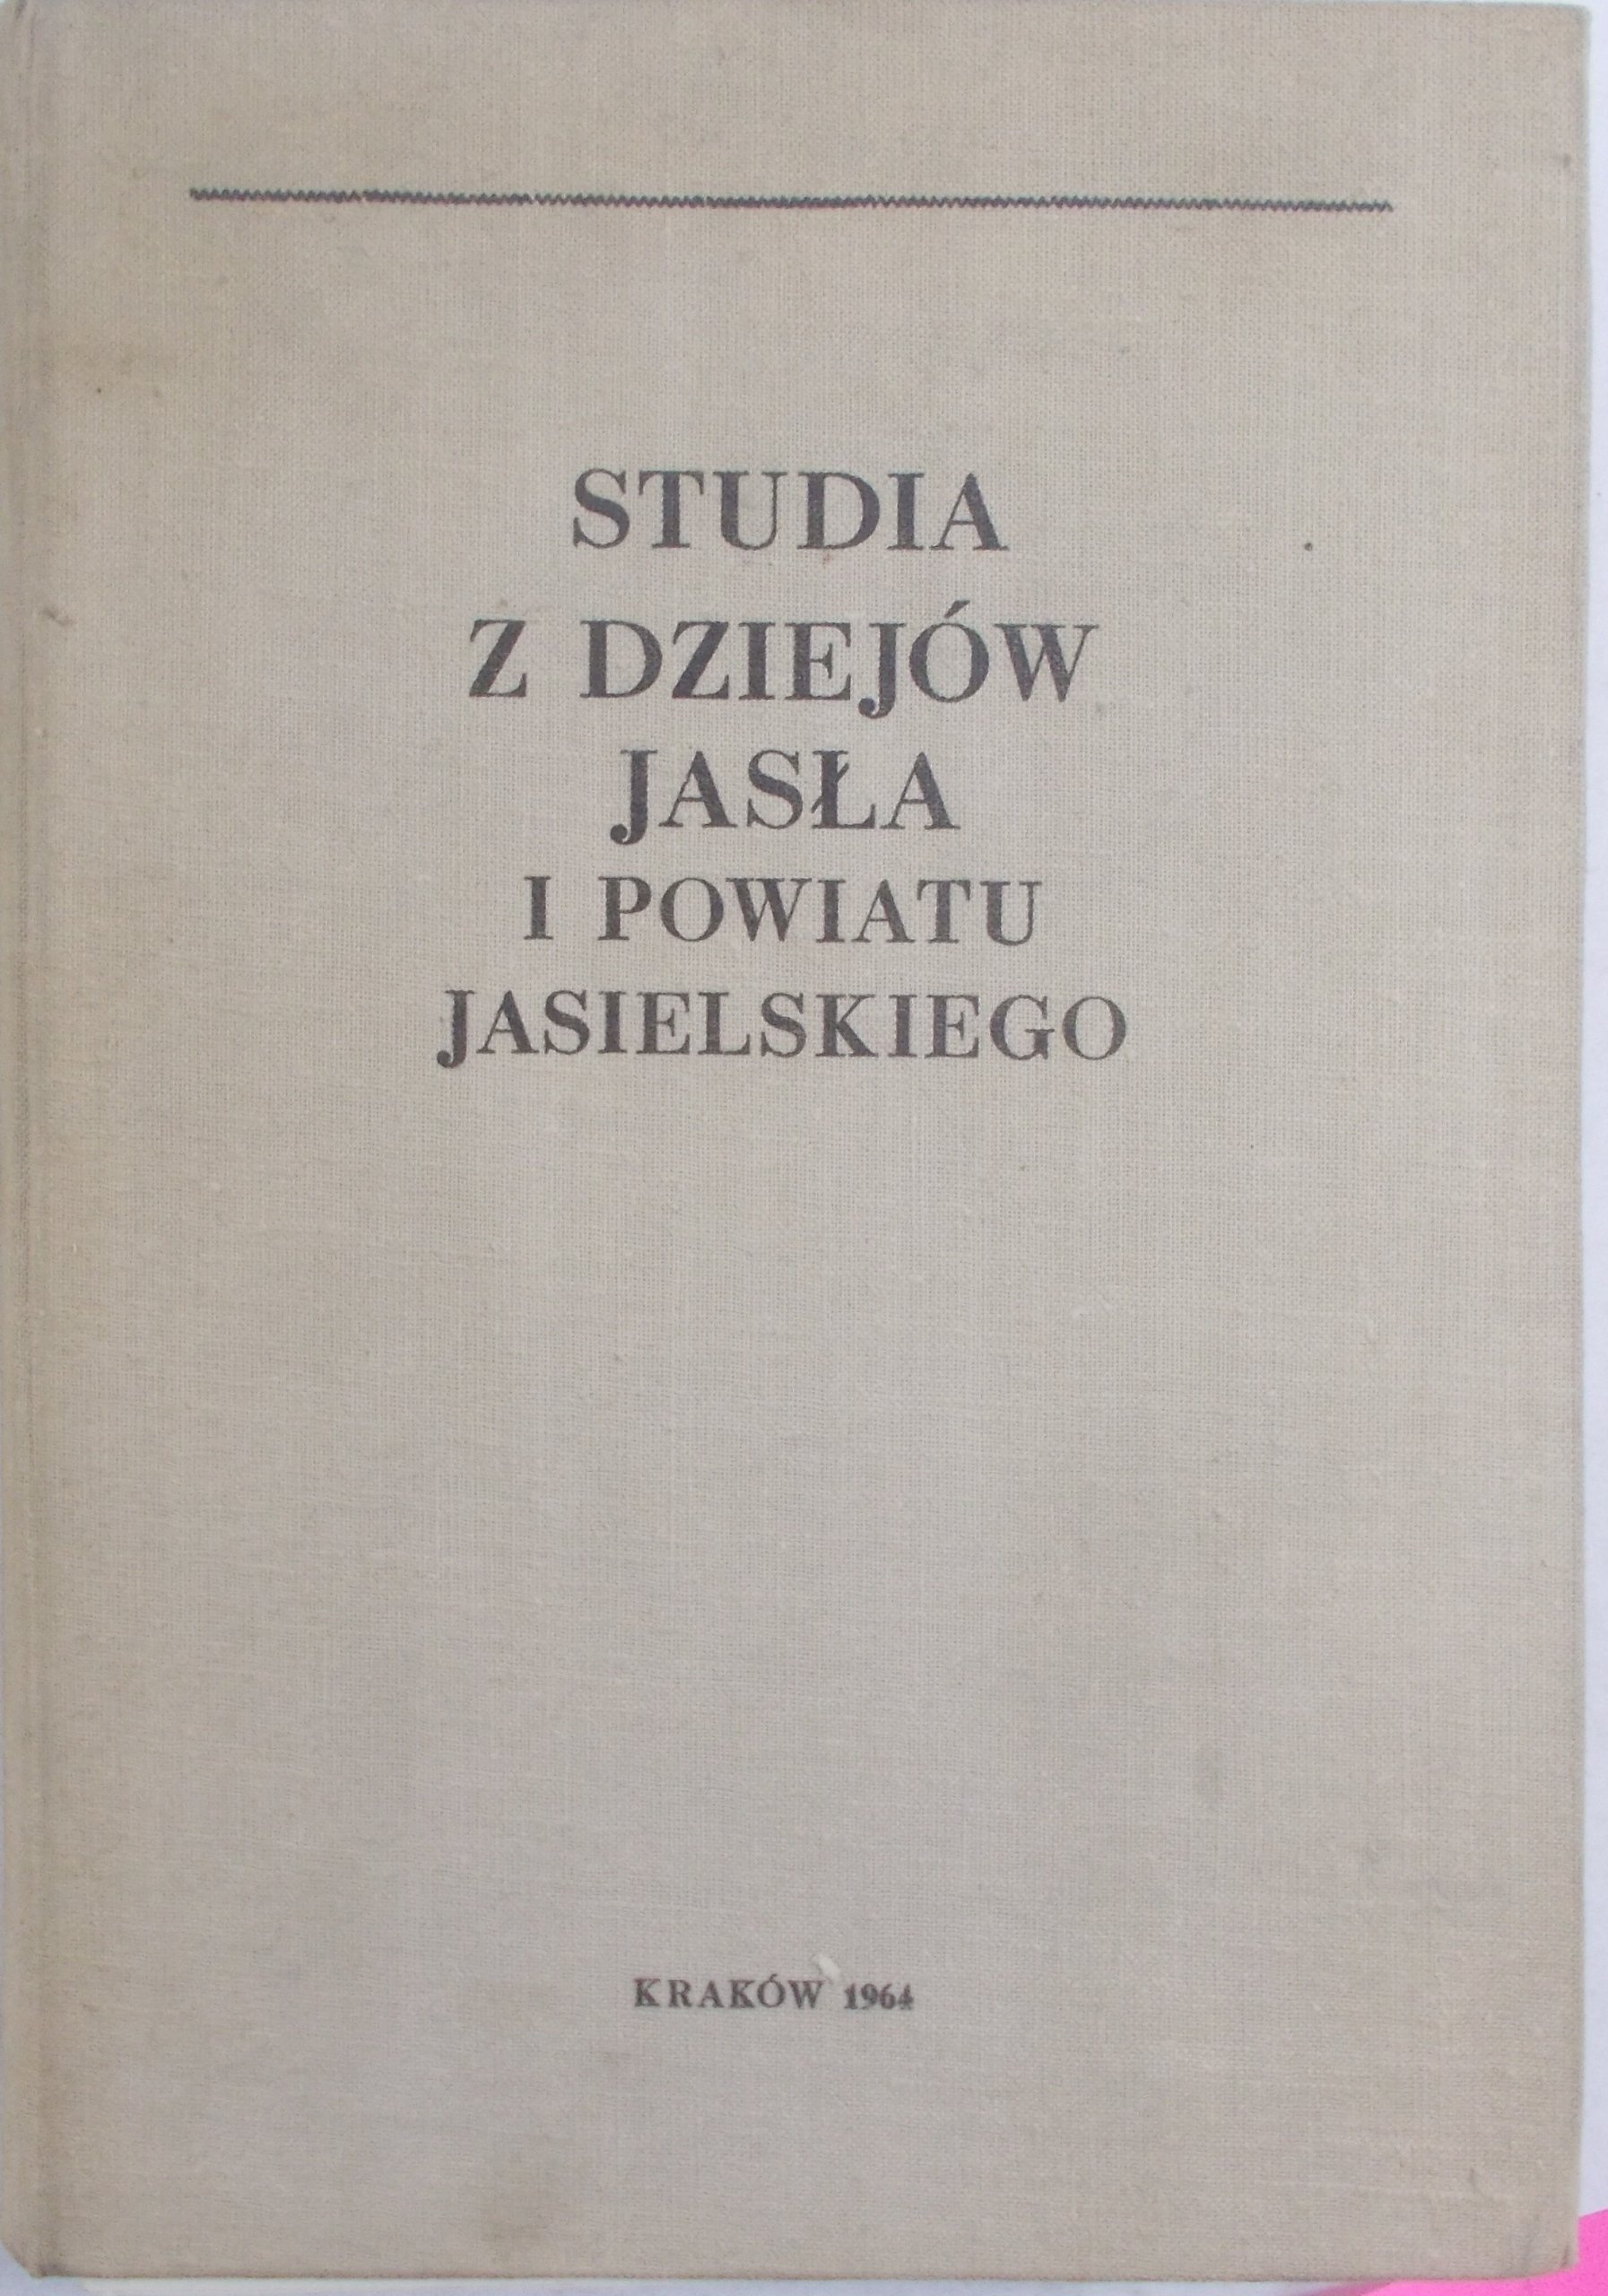 STUDIA
Z DZIEJÓW
JASŁA
I POWIATU
JASIELSKIEGO
KRAKÓW 1964